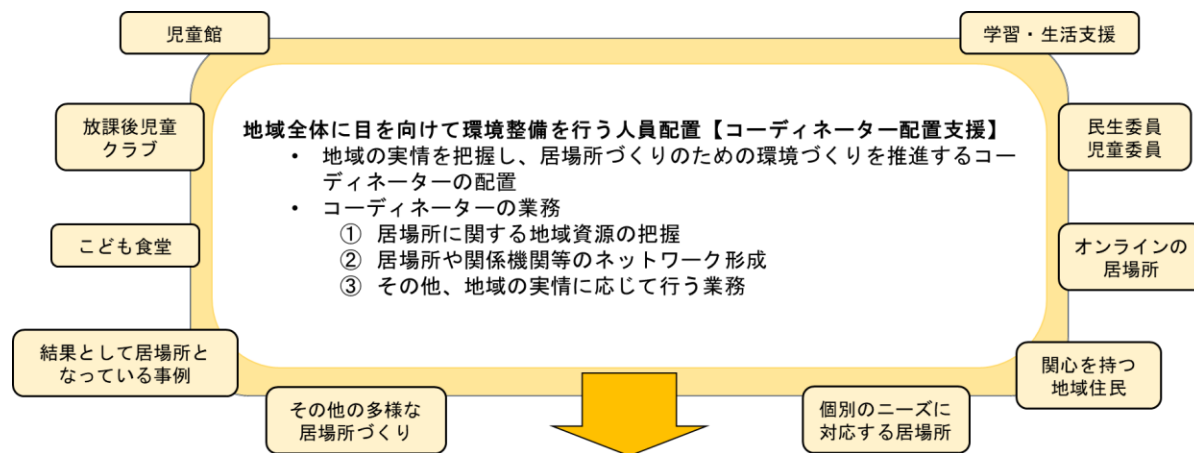 児童館
学習・生活支援
放課後児童
クラブ
民生委員
児童委員
地域全体に目を向けて環境整備を行う人員配置【コーディネーター配置支援】
• 地域の実情を把握し、居場所づくりのための環境づくりを推進するコー
ディネーターの配置
• コーディネーターの業務
① 居場所に関する地域資源の把握
② 居場所や関係機関等のネットワーク形成
③ その他、地域の実情に応じて行う業務
こども食堂
オンラインの
居場所
結果として居場所と
なっている事例
関心を持つ
地域住民
その他の多様な
居場所づくり
個別のニーズに
対応する居場所